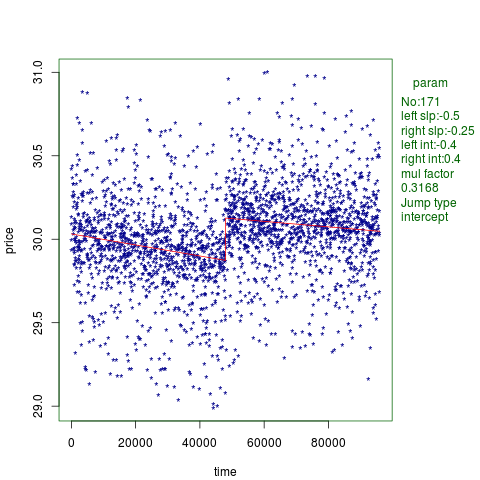 31.0
30.5
30.0
29.5
29.0
price
0
20000
40000
60000
80000
time
param
No:171
left slp:-0.5
right slp:-0.25
left int:-0.4
right int:0.4
mul factor
0.3168
Jump type
intercept